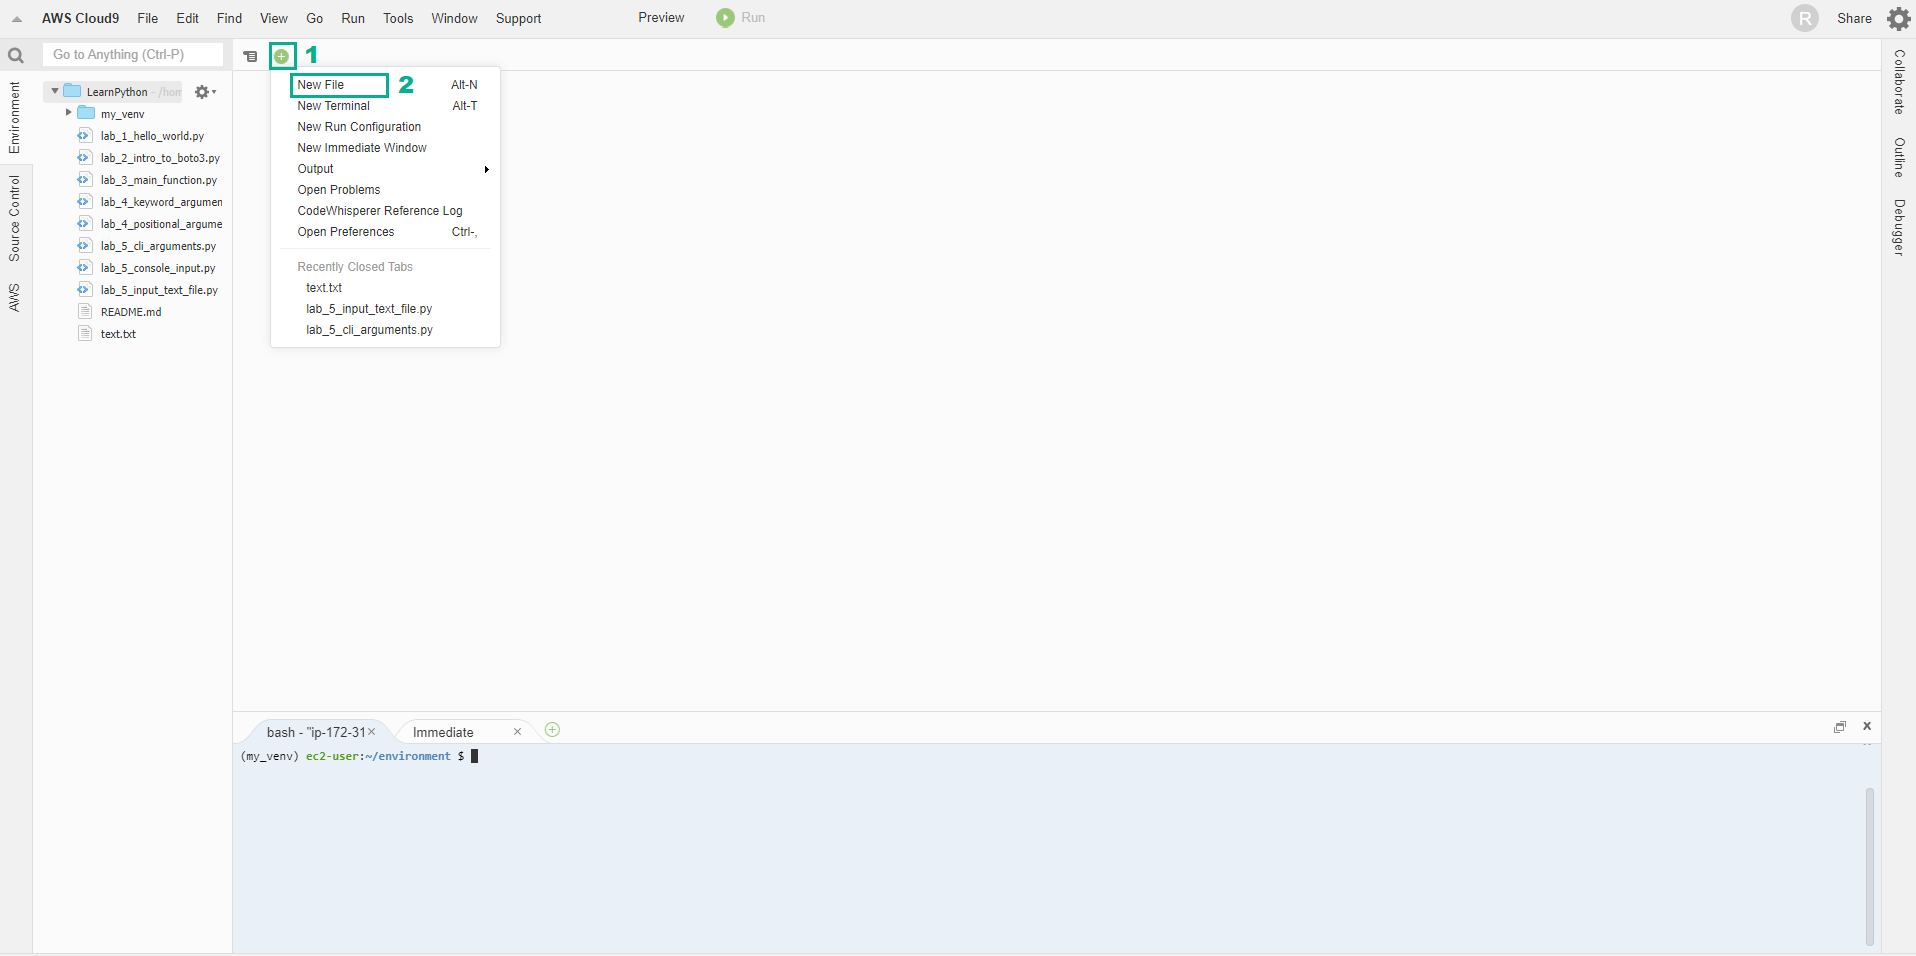 AWS Cloud9 File Edit Find View Go Run Tools Window Support Preview Run R Share
Go to Anything (Ctrl-P)
1
Environment
Source Control
AWS
LearnPython - /hom
my_venv
lab_1_hello_world.py
lab_2_intro_to_boto3.py
lab_3_main_function.py
lab_4_keyword_argumen
lab_4_positional_argume
lab_5_cli_arguments.py
lab_5_console_input.py
lab_5_input_text_file.py
README.md
text.txt
New File 2 Alt-N
New Terminal Alt-T
New Run Configuration
New Immediate Window
Output
Open Problems
CodeWhisperer Reference Log
Open Preferences Ctrl-,
Recently Closed Tabs
text.txt
lab_5_input_text_file.py
lab_5_cli_arguments.py
Collaborate
Outline
Debugger
bash - "ip-172-31 Immediate
(my_venv) ec2-user:~/environment $